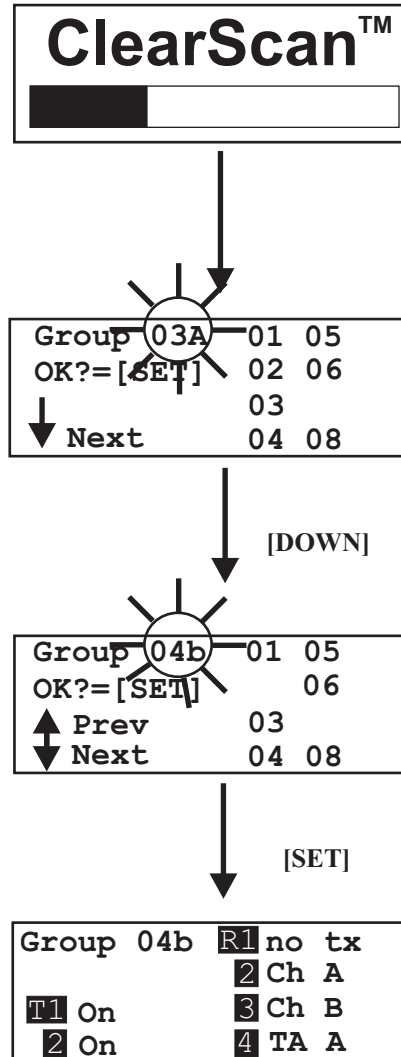 ClearScan™
Group 03A 01 05
OK?=[SET] 02 06
03
Next 04 08
[DOWN]
Group 04b 01 05
OK?=[SET] 06
Prev 03
Next 04 08
[SET]
Group 04b R1 no tx
2 Ch A
T1 On 3 Ch B
2 On 4 TA A